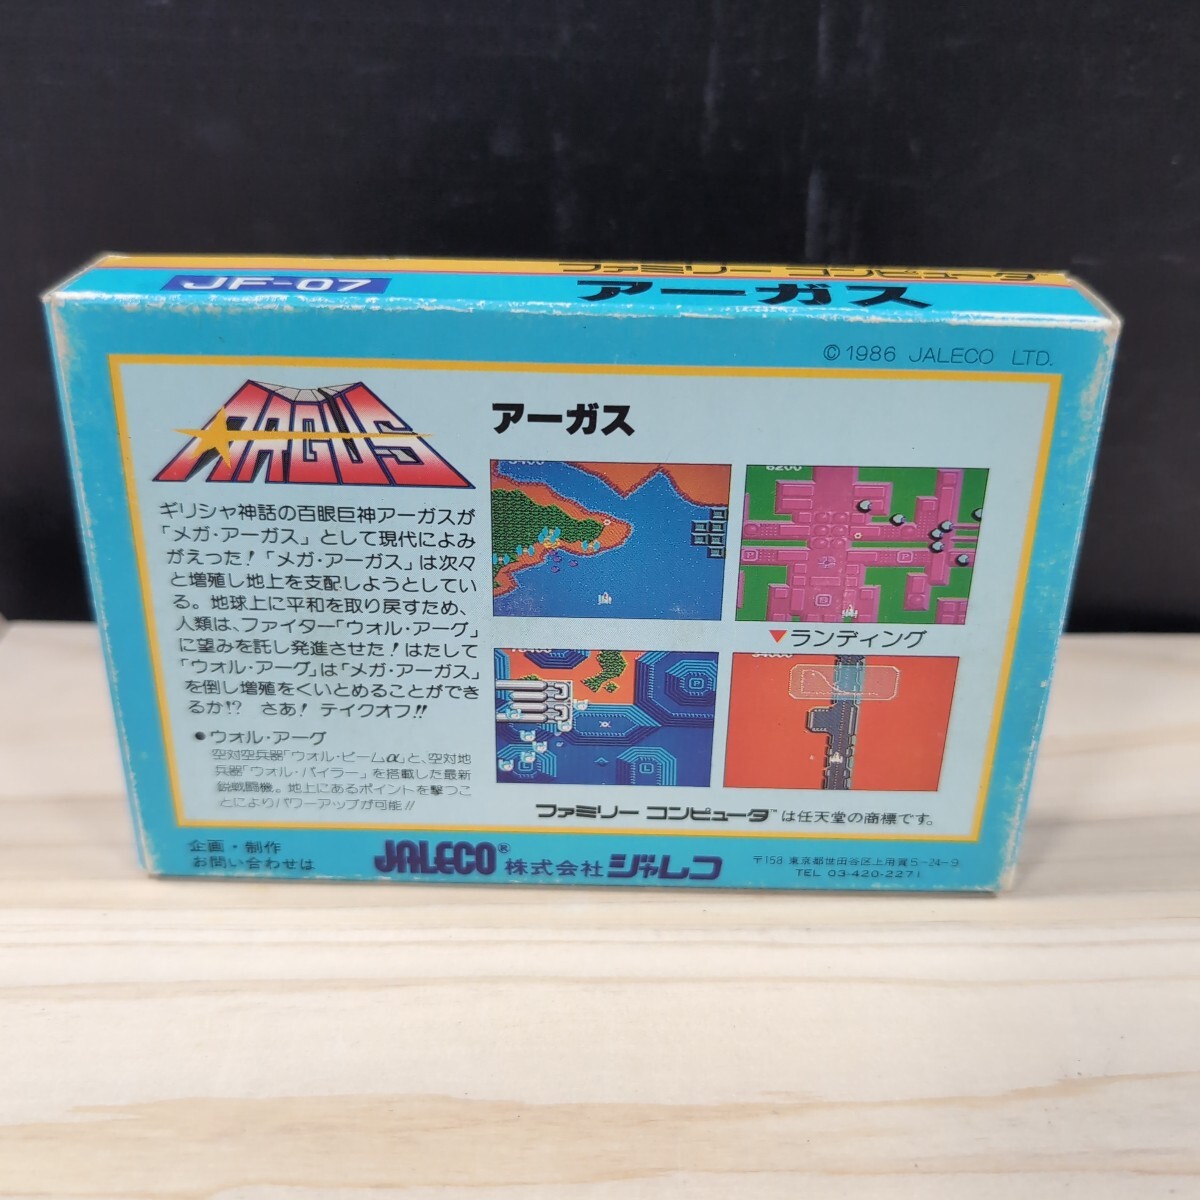 ファミリー コンピュータ
JF-07
アーガス
©1986 JALECO LTD.
ARGUS
アーガス
ギリシャ神話の百眼巨神アーガスが
「メガ・アーガス」として現代によみ
がえった!「メガ・アーガス」は次々
と増殖し地上を支配しようとしてい
る。地球上に平和を取り戻すため、
人類は、ファイター「ウォル・アーグ」
に望みを託し発進させた!はたして
「ウォル・アーグ」は「メガ・アーガス」
を倒し増殖をくいとめることができ
るか!? さあ! テイクオフ!!
●ウォル・アーグ
空対空兵器「ウォル・ビームα」と、空対地
兵器「ウォル・バイラー」を搭載した最新
鋭戦闘機。地上にあるポイントを撃つこ
とによりパワーアップが可能!!
6200
▼ランディング
ファミリー コンピュータ™は任天堂の商標です。
企画・制作
お問い合わせは
JALECO® 株式会社 ジャレコ
〒158 東京都世田谷区上用賀5-24-9
TEL 03-420-2271